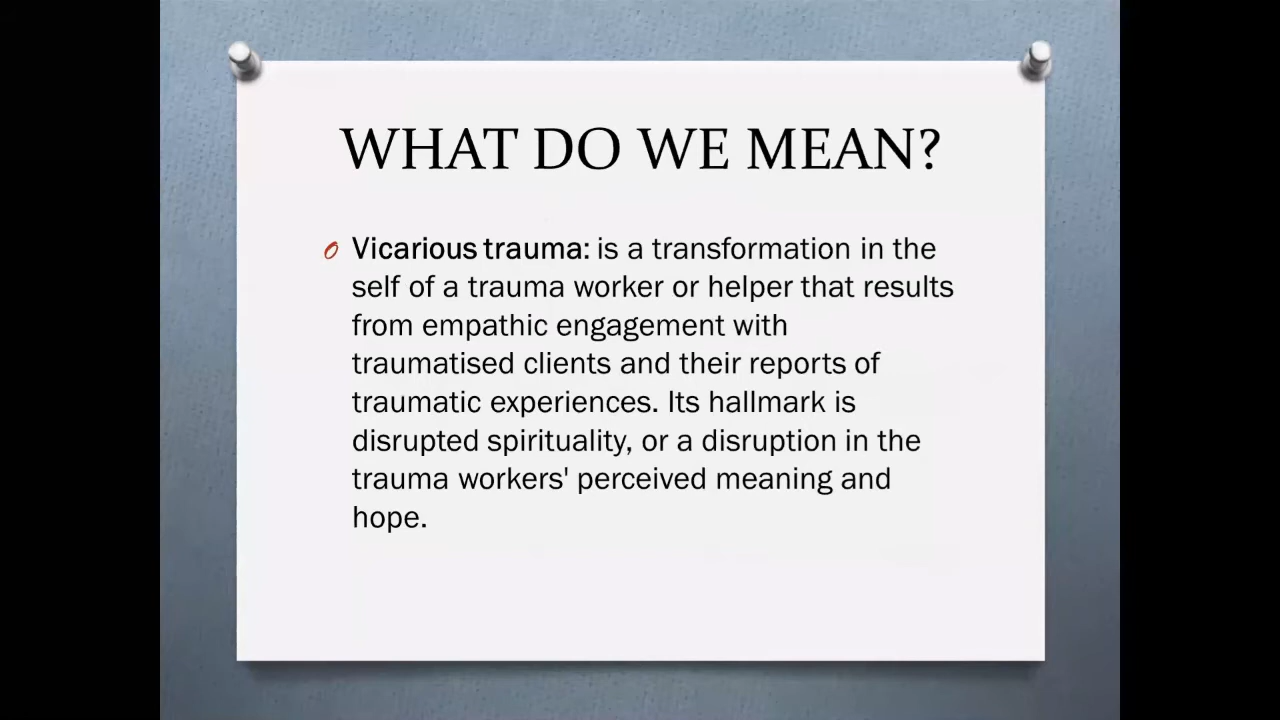 WHAT DO WE MEAN?
Vicarious trauma: is a transformation in the
self of a trauma worker or helper that results
from empathic engagement with
traumatised clients and their reports of
traumatic experiences. Its hallmark is
disrupted spirituality, or a disruption in the
trauma workers' perceived meaning and
hope.